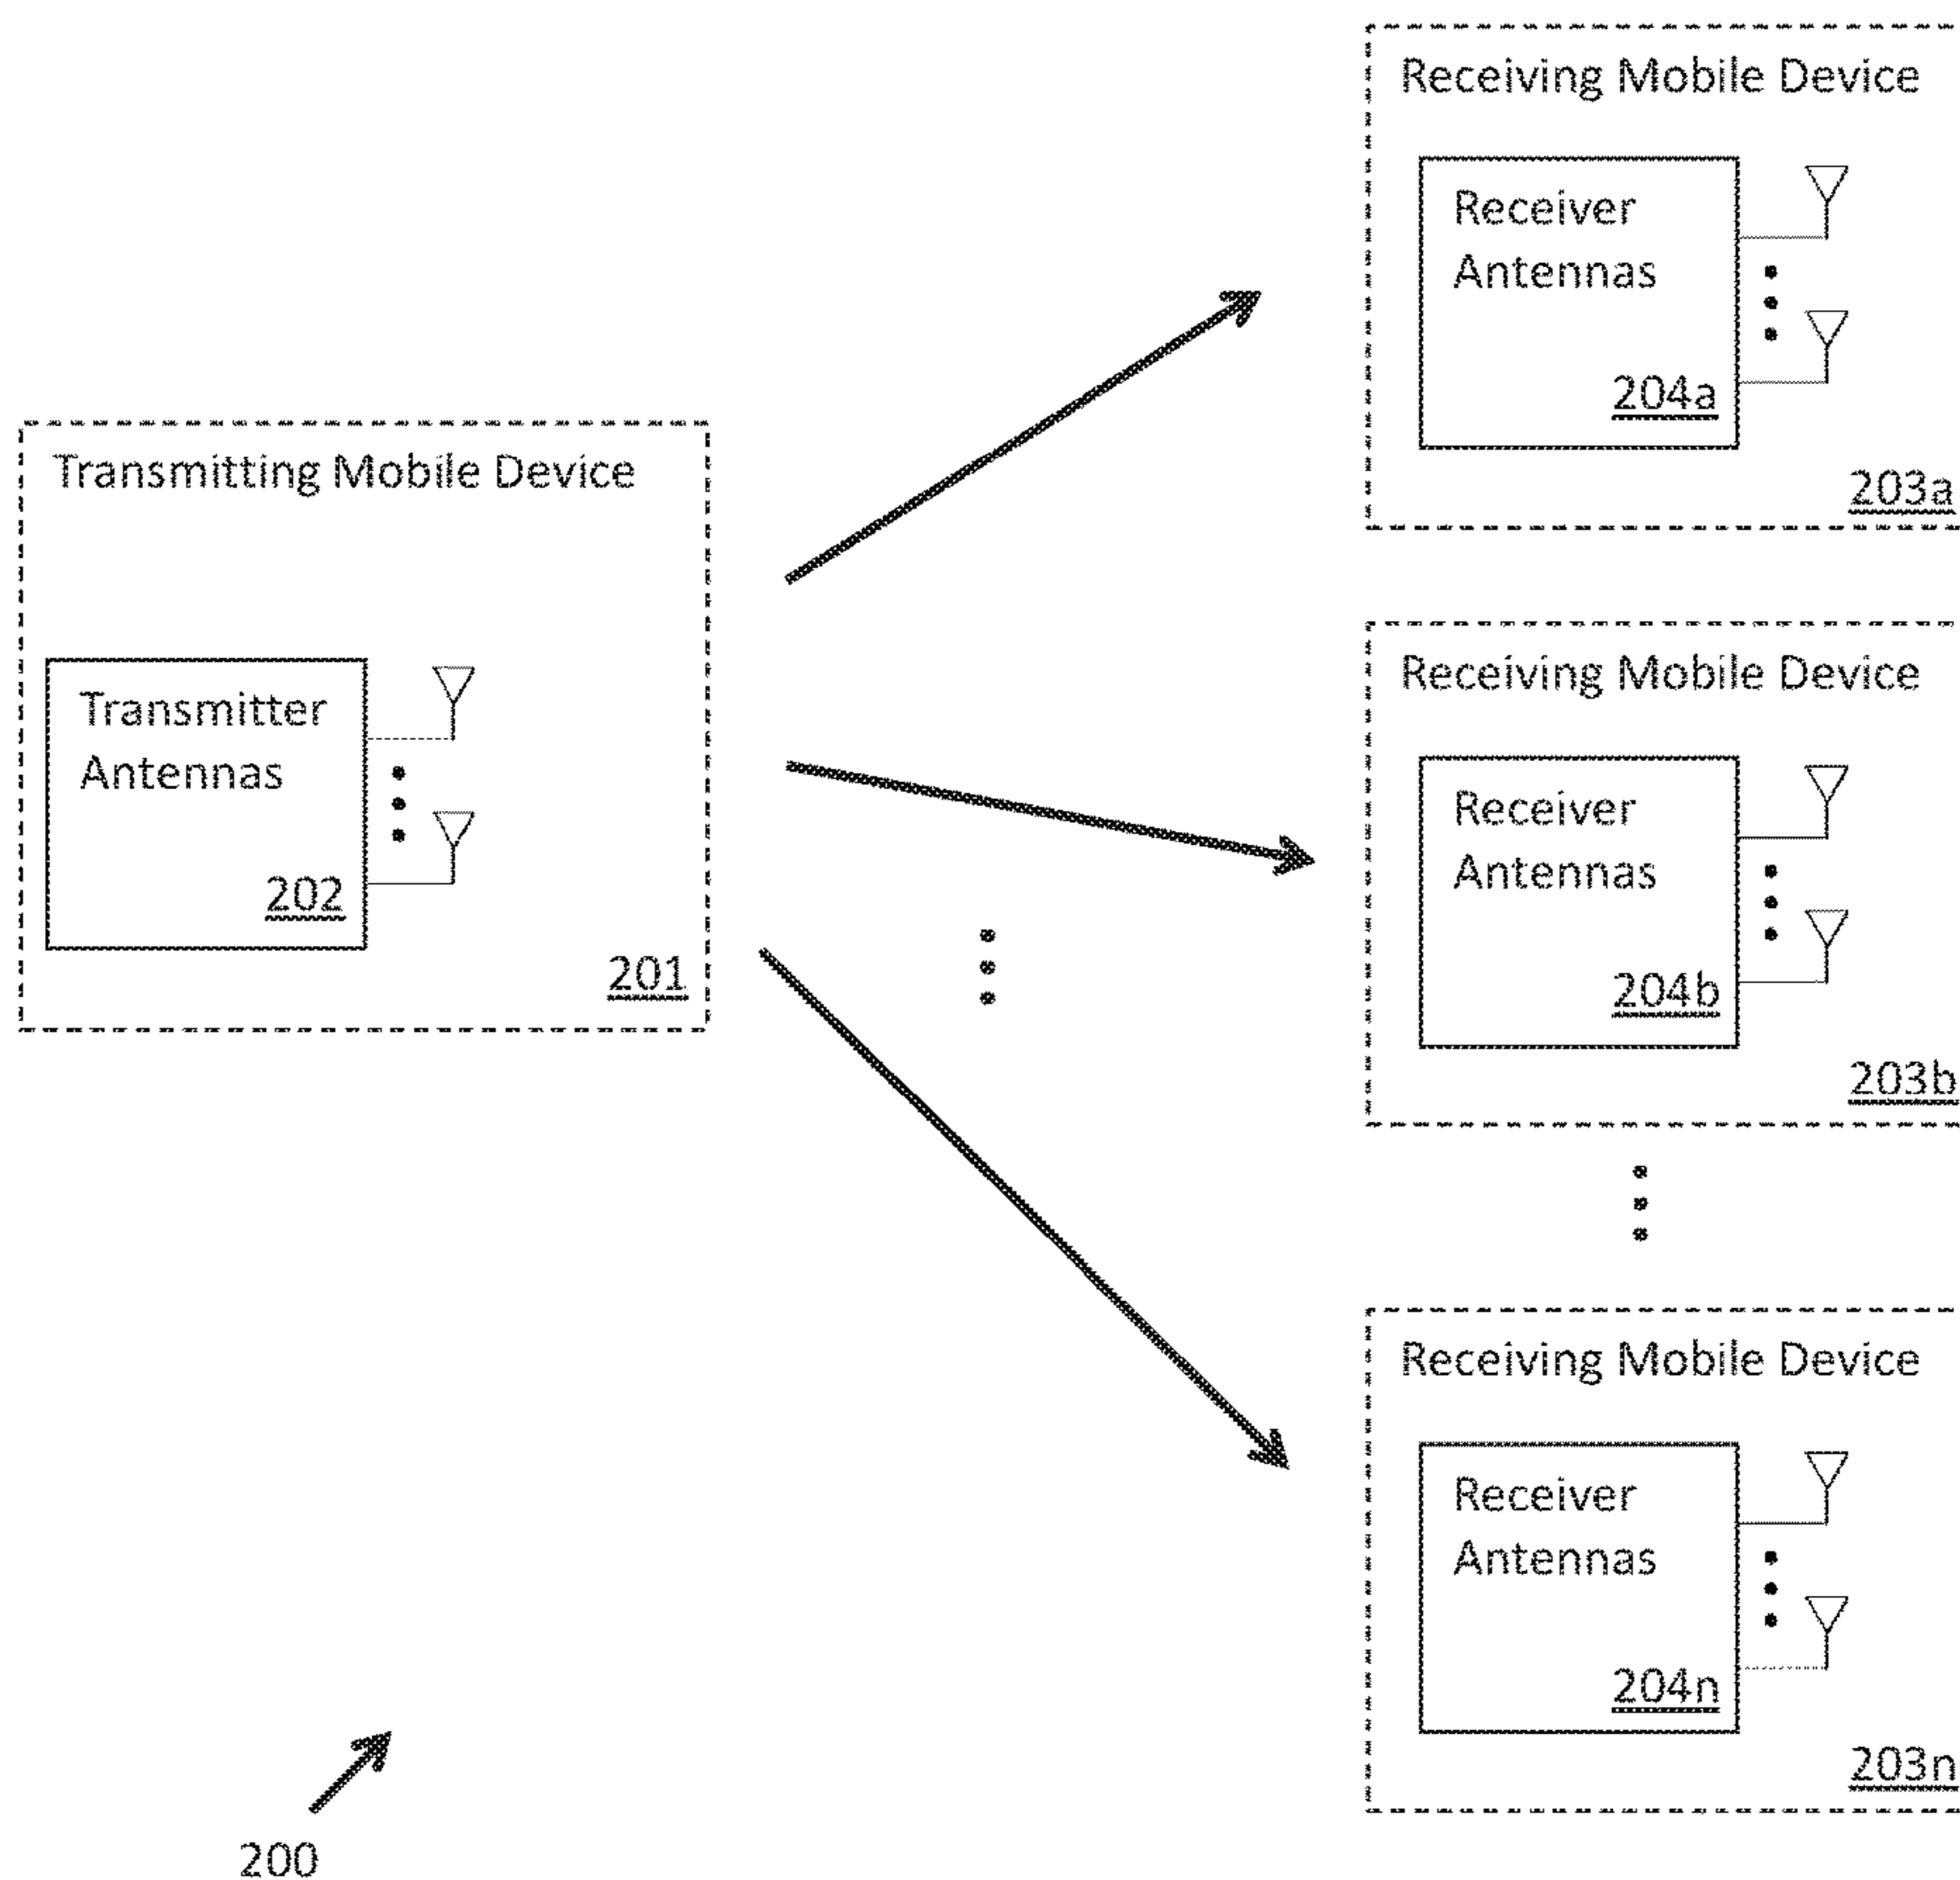 Receiving Mobile Device
Receiver
Antennas
204a
203a
Transmitting Mobile Device
Transmitter
Antennas
202
201
Receiving Mobile Device
Receiver
Antennas
204b
203b
Receiving Mobile Device
Receiver
Antennas
204n
203n
200